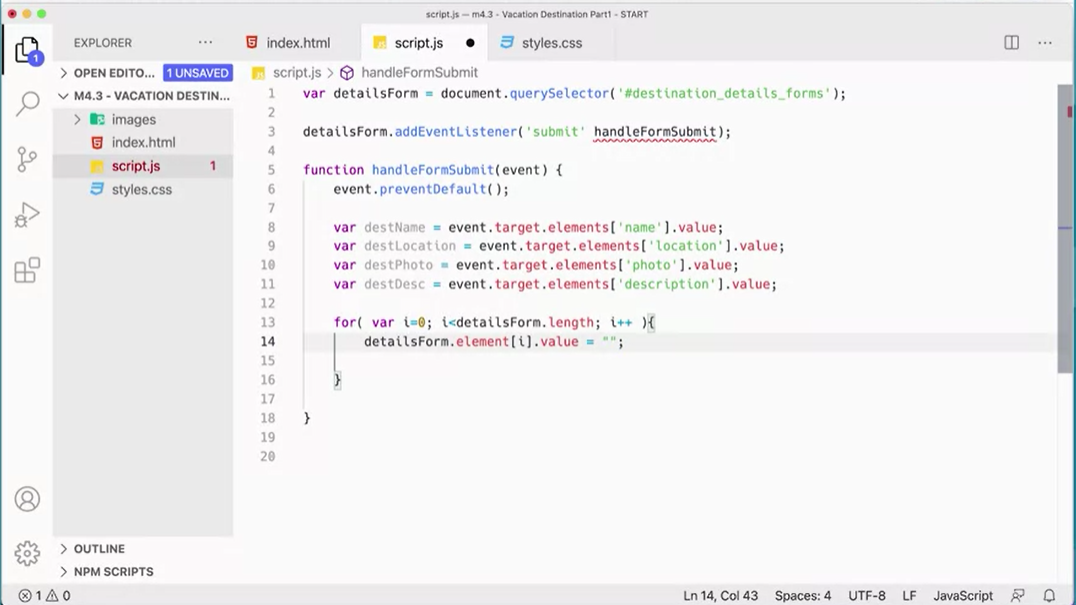 script.js — m4.3 - Vacation Destination Part1 - START
EXPLORER ···
index.html
script.js
styles.css
···
1
OPEN EDITO... 1 UNSAVED
script.js > handleFormSubmit
M4.3 - VACATION DESTIN...
images
index.html
script.js 1
styles.css
1 var detailsForm = document.querySelector('#destination_details_forms');
2
3 detailsForm.addEventListener('submit' handleFormSubmit);
4
5 function handleFormSubmit(event) {
6 event.preventDefault();
7
8 var destName = event.target.elements['name'].value;
9 var destLocation = event.target.elements['location'].value;
10 var destPhoto = event.target.elements['photo'].value;
11 var destDesc = event.target.elements['description'].value;
12
13 for( var i=0; i<detailsForm.length; i++ ){
14 detailsForm.element[i].value = "";
15
16 }
17
18 }
19
20
OUTLINE
NPM SCRIPTS
1 0
Ln 14, Col 43 Spaces: 4 UTF-8 LF JavaScript